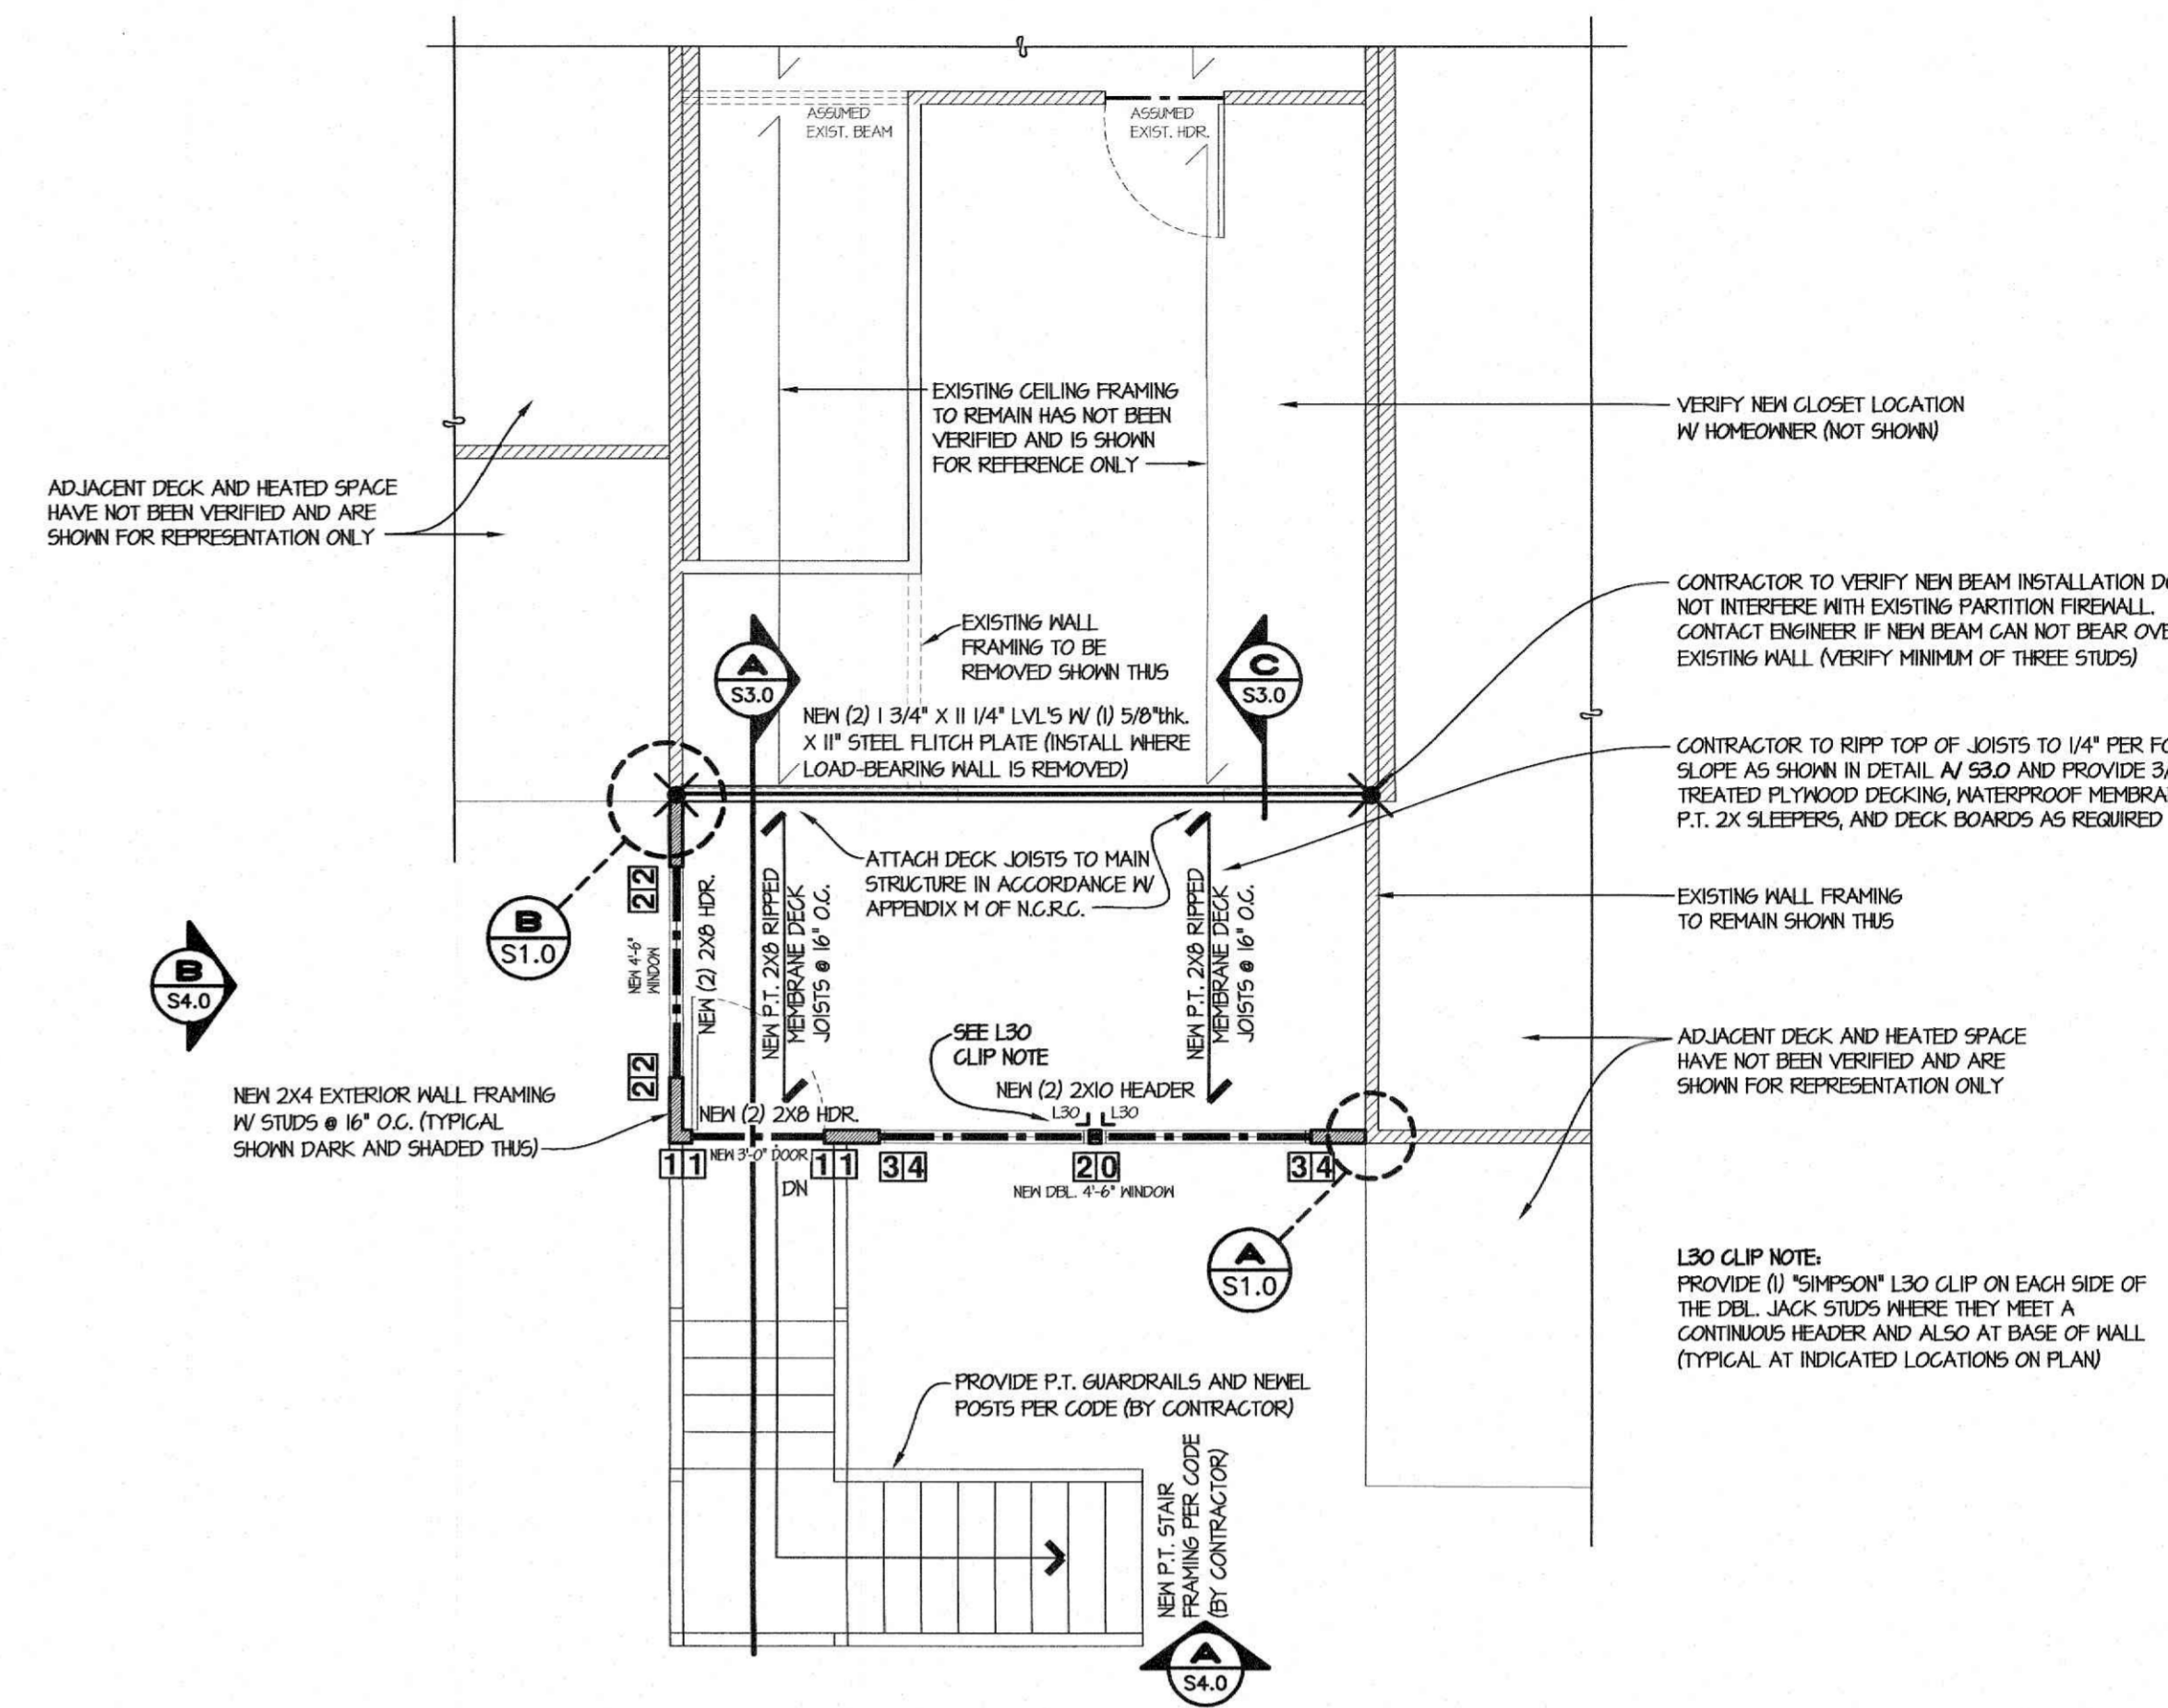 ASSUMED
EXIST. BEAM
ASSUMED
EXIST. HDR.
EXISTING CEILING FRAMING
TO REMAIN HAS NOT BEEN
VERIFIED AND IS SHOWN
FOR REFERENCE ONLY
VERIFY NEW CLOSET LOCATION
W/ HOMEOWNER (NOT SHOWN)
ADJACENT DECK AND HEATED SPACE
HAVE NOT BEEN VERIFIED AND ARE
SHOWN FOR REPRESENTATION ONLY
CONTRACTOR TO VERIFY NEW BEAM INSTALLATION
NOT INTERFERE WITH EXISTING PARTITION FIREWALL.
CONTACT ENGINEER IF NEW BEAM CAN NOT BEAR
EXISTING WALL (VERIFY MINIMUM OF THREE STUDS)
EXISTING WALL
FRAMING TO BE
REMOVED SHOWN THUS
A
S3.0
C
S3.0
NEW (2) 1 3/4" X 11 1/4" LVL'S W/ (1) 5/8"thk.
X 11" STEEL FLITCH PLATE (INSTALL WHERE
LOAD-BEARING WALL IS REMOVED)
CONTRACTOR TO RIPP TOP OF JOISTS TO 1/4" PER
SLOPE AS SHOWN IN DETAIL A/ S3.0 AND PROVIDE
TREATED PLYWOOD DECKING, WATERPROOF
P.T. 2X SLEEPERS, AND DECK BOARDS AS REQUIRED
ATTACH DECK JOISTS TO MAIN
STRUCTURE IN ACCORDANCE W/
APPENDIX M OF N.C.R.C.
EXISTING WALL FRAMING
TO REMAIN SHOWN THUS
22
NEW 4'-6"
WINDOW
22
NEW (2) 2X8 HDR.
NEW P.T. 2X8 RIPPED
MEMBRANE DECK
JOISTS @ 16" O.C.
NEW P.T. 2X8 RIPPED
MEMBRANE DECK
JOISTS @ 16" O.C.
B
S1.0
B
S4.0
SEE L30
CLIP NOTE
NEW (2) 2X10 HEADER
L30 L30
ADJACENT DECK AND HEATED SPACE
HAVE NOT BEEN VERIFIED AND ARE
SHOWN FOR REPRESENTATION ONLY
NEW 2X4 EXTERIOR WALL FRAMING
W/ STUDS @ 16" O.C. (TYPICAL
SHOWN DARK AND SHADED THUS)
NEW (2) 2X8 HDR.
11 NEW 3'-0" DOOR 11 34 20 34
DN
NEW DBL. 4'-6" WINDOW
A
S1.0
L30 CLIP NOTE:
PROVIDE (1) "SIMPSON" L30 CLIP ON EACH SIDE OF
THE DBL. JACK STUDS WHERE THEY MEET A
CONTINUOUS HEADER AND ALSO AT BASE OF WALL
(TYPICAL AT INDICATED LOCATIONS ON PLAN)
PROVIDE P.T. GUARDRAILS AND NEWEL
POSTS PER CODE (BY CONTRACTOR)
NEW P.T. STAIR
FRAMING PER CODE
(BY CONTRACTOR)
A
S4.0